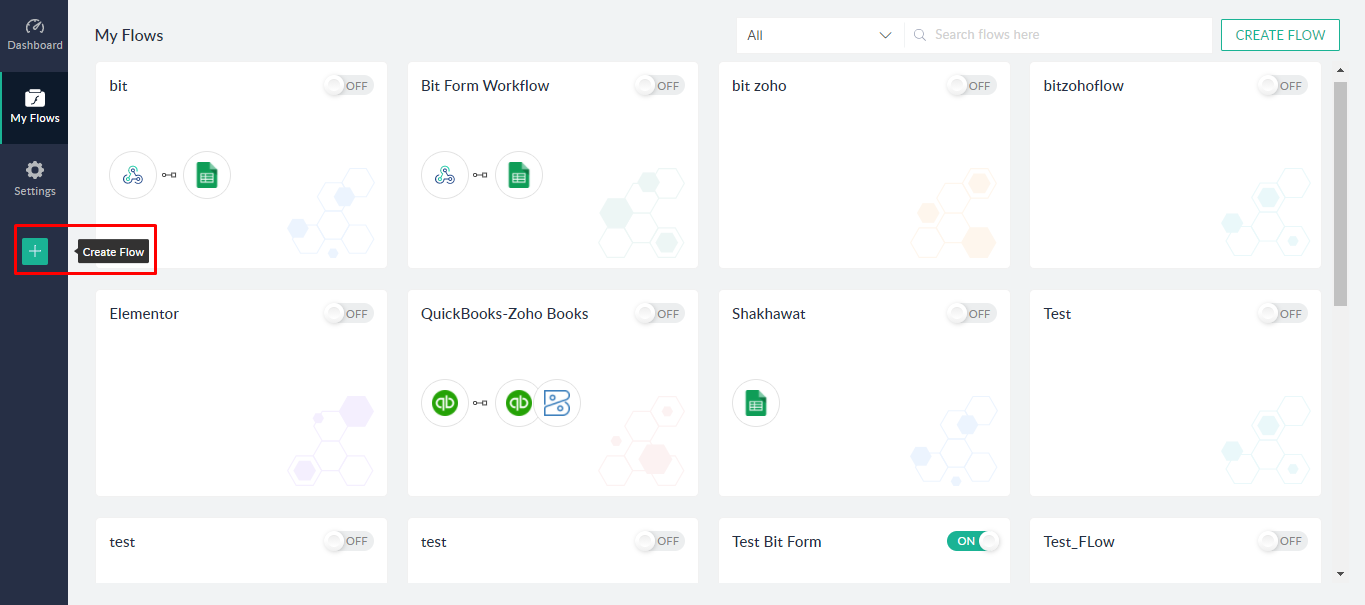 Dashboard
My Flows
Settings
Create Flow
My Flows
All
Search flows here
CREATE FLOW
bit
OFF
Bit Form Workflow
OFF
bit zoho
OFF
bitzohoflow
OFF
Elementor
OFF
QuickBooks-Zoho Books
OFF
qb
qb
Shakhawat
OFF
Test
OFF
test
OFF
test
OFF
Test Bit Form
ON
Test_FLow
OFF